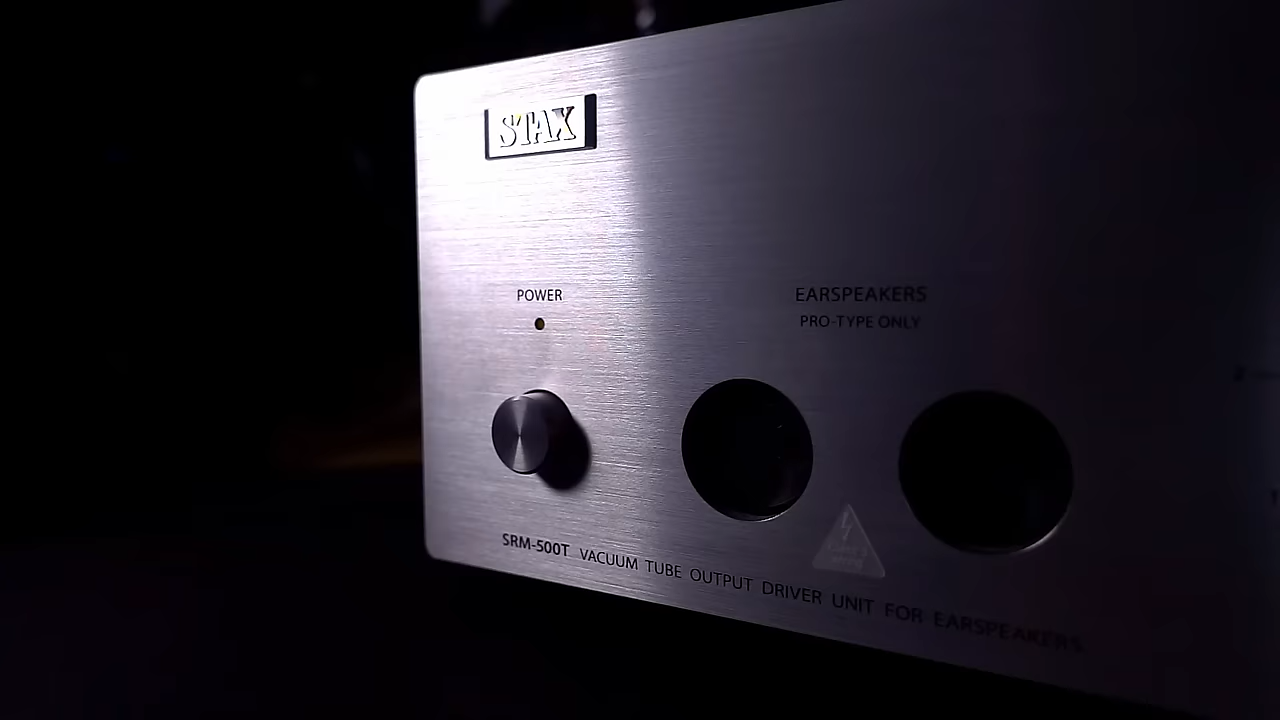 STAX
POWER
EARSPEAKERS
PRO-TYPE ONLY
SRM-500T VACUUM TUBE OUTPUT DRIVER UNIT FOR EARSPEAKERS